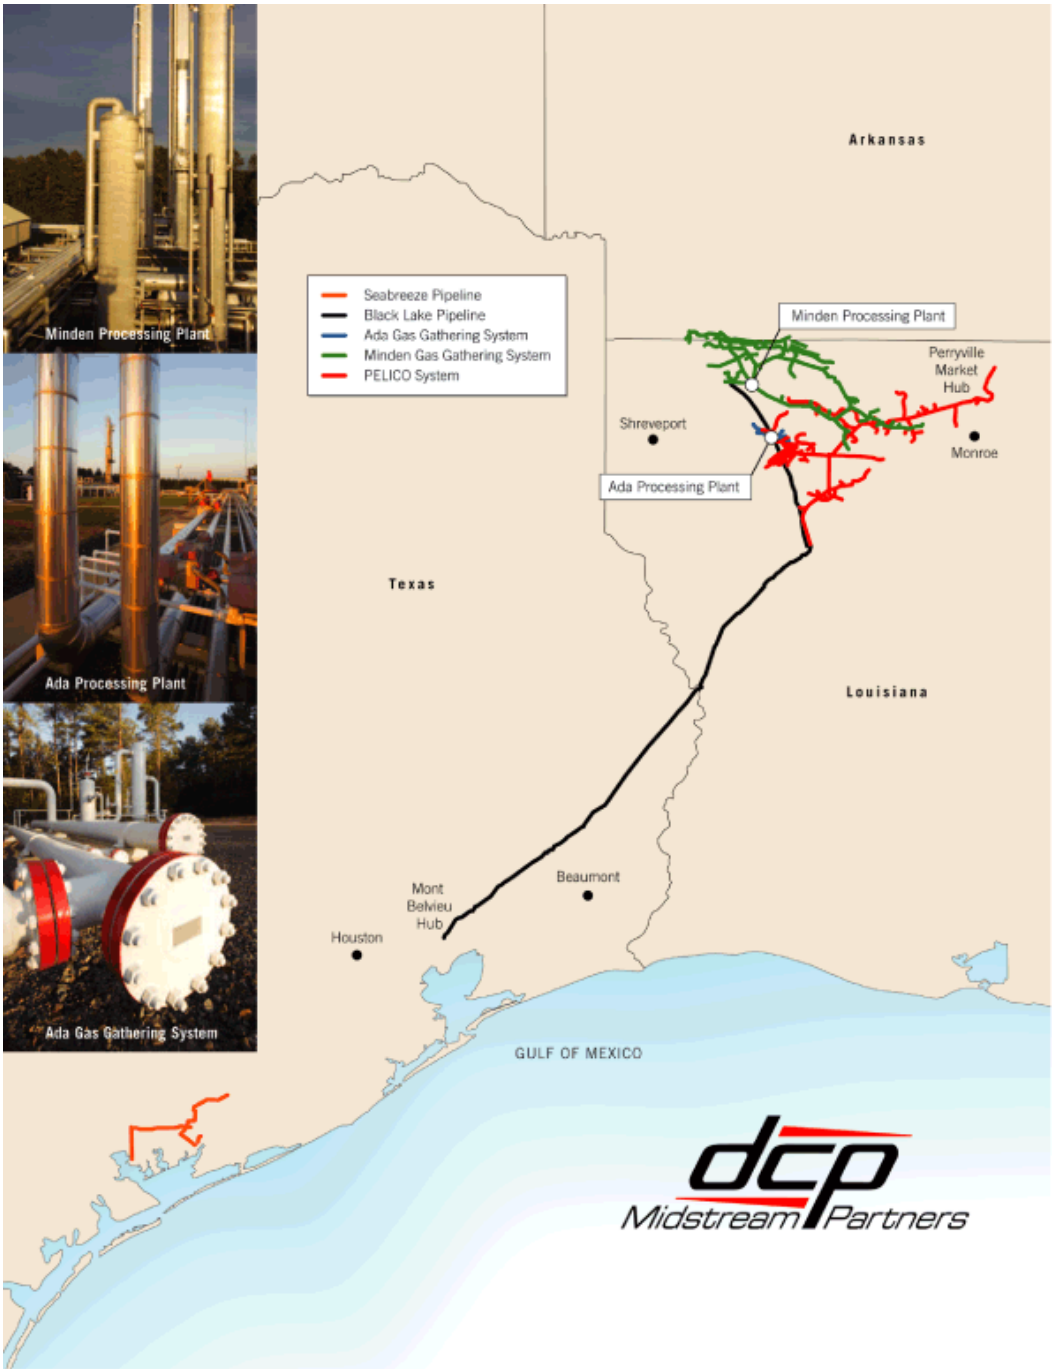 Minden Processing Plant
Ada Processing Plant
Ada Gas Gathering System
Arkansas
Seabreeze Pipeline
Black Lake Pipeline
Ada Gas Gathering System
Minden Gas Gathering System
PELICO System
Minden Processing Plant
Perryville
Market
Hub
Shreveport
Monroe
Ada Processing Plant
Texas
Louisiana
Beaumont
Mont
Belvieu
Hub
Houston
GULF OF MEXICO
dcp
Midstream Partners